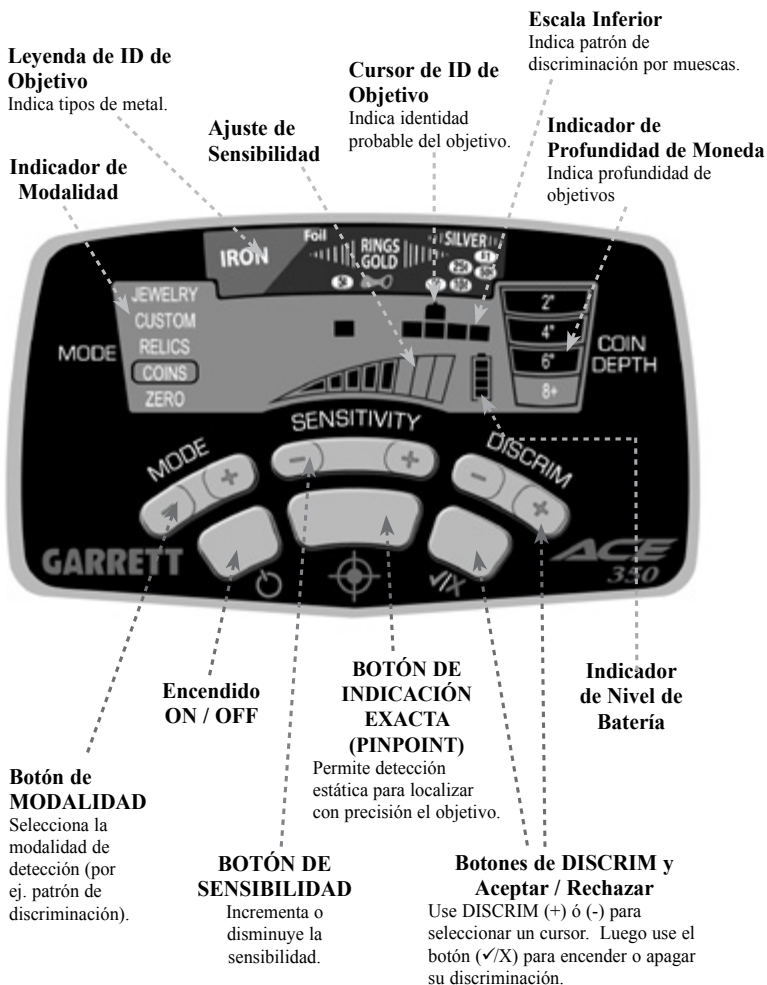 Escala Inferior
Indica patrón de
discriminación por muescas.
Leyenda de ID de
Objetivo
Indica tipos de metal.
Cursor de ID de
Objetivo
Indica identidad
probable del objetivo.
Ajuste de
Sensibilidad
Indicador de
Profundidad de Moneda
Indica profundidad de
objetivos
Indicador de
Modalidad
IRON
Foil
RINGS
GOLD
SILVER
5¢
25¢
50¢
$1
10¢
JEWELRY
CUSTOM
RELICS
COINS
ZERO
MODE
2"
4"
6"
8+
COIN
DEPTH
SENSITIVITY
- +
MODE
- +
DISCRIM
- +
GARRETT
✓/X
ACE
350
Encendido
ON / OFF
BOTÓN DE
INDICACIÓN
EXACTA
(PINPOINT)
Permite detección
estática para localizar
con precisión el objetivo.
Indicador
de Nivel de
Batería
Botón de
MODALIDAD
Selecciona la
modalidad de
detección (por
ej. patrón de
discriminación).
BOTÓN DE
SENSIBILIDAD
Incrementa o
disminuye la
sensibilidad.
Botones de DISCRIM y
Aceptar / Rechazar
Use DISCRIM (+) ó (-) para
seleccionar un cursor. Luego use el
botón (✓/X) para encender o apagar
su discriminación.